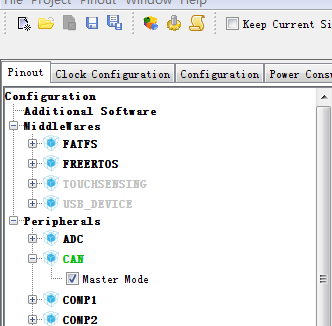 File Project Pinout Window Help
Keep Current Si
Pinout Clock Configuration Configuration Power Consu
Configuration
Additional Software
MiddleWares
FATFS
FREERTOS
TOUCHSENSING
USB_DEVICE
Peripherals
ADC
CAN
Master Mode
COMP1
COMP2